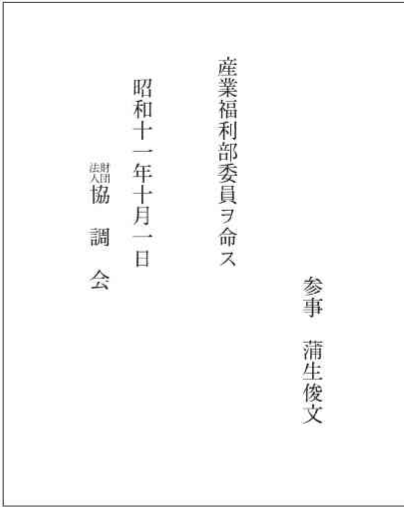 参事　蒲生俊文
産業福利部委員ヲ命ス
昭和十一年十月一日
財団法人協　調　会